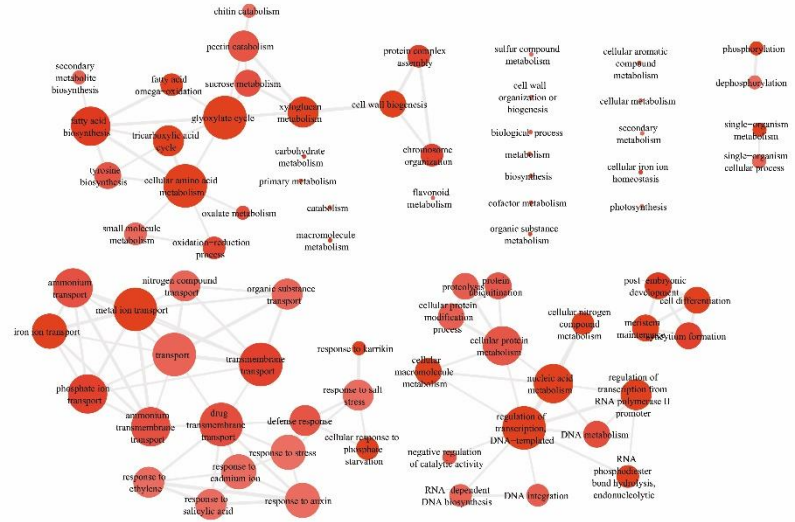 chitin catabolism
pectin catabolism
secondary
metabolite
biosynthesis
fatty acid
omega-oxidation
sucrose metabolism
fatty acid
biosynthesis
glyoxylate cycle
xyloglucan
metabolism
tricarboxylic acid
cycle
tyrosine
biosynthesis
cellular amino acid
metabolism
oxalate metabolism
small molecule
metabolism
oxidation-reduction
process
protein complex
assembly
cell wall biogenesis
chromosome
organization
carbohydrate
metabolism
primary metabolism
catabolism
macromolecule
metabolism
flavonoid
metabolism
sulfur compound
metabolism
cell wall
organization or
biogenesis
biological process
metabolism
biosynthesis
cofactor metabolism
organic substance
metabolism
cellular aromatic
compound
metabolism
cellular metabolism
secondary
metabolism
cellular iron ion
homeostasis
photosynthesis
phosphorylation
dephosphorylation
single-organism
metabolism
single-organism
cellular process
ammonium
transport
nitrogen compound
transport
organic substance
transport
metal ion transport
iron ion transport
transport
transmembrane
transport
phosphate ion
transport
ammonium
transmembrane
transport
drug
transmembrane
transport
response to karrikin
response to salt
stress
defense response
cellular response to
phosphate
starvation
response to stress
response to
cadmium ion
response to
ethylene
response to
salicylic acid
response to auxin
proteolysis
protein
ubiquitination
cellular protein
modification
process
cellular protein
metabolism
cellular
macromolecule
metabolism
cellular nitrogen
compound
metabolism
nucleic acid
metabolism
regulation of
transcription,
DNA-templated
negative regulation
of catalytic activity
RNA-dependent
DNA biosynthesis
DNA integration
DNA metabolism
regulation of
transcription from
RNA polymerase II
promoter
RNA
phosphodiester
bond hydrolysis,
endonucleolytic
post-embryonic
development
cell differentiation
meristem
maintenance
syncytium formation